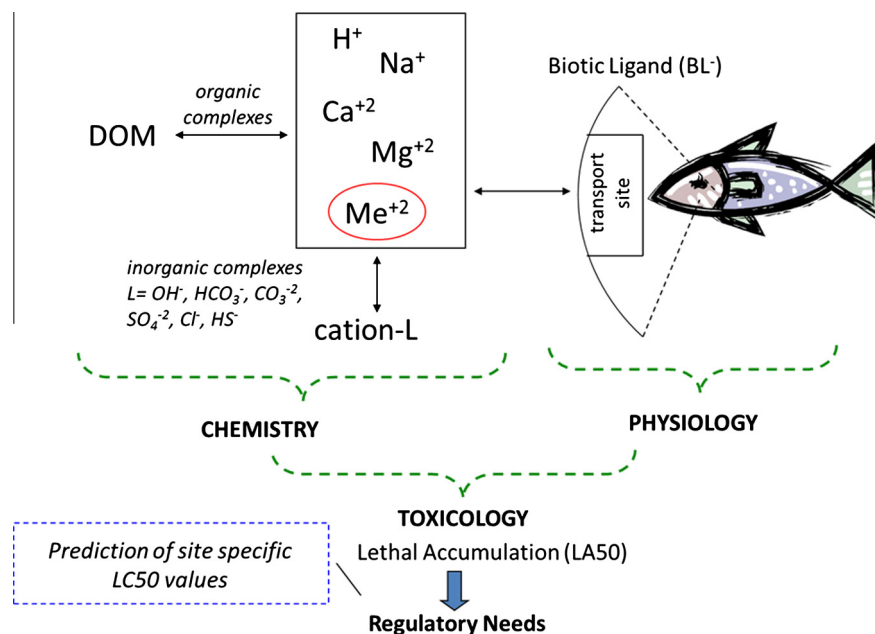 H⁺
Na⁺
Ca⁺²
Mg⁺²
Me⁺²
organic
complexes
DOM
Biotic Ligand (BL⁻)
transport
site
inorganic complexes
L= OH⁻, HCO₃⁻, CO₃⁻²,
SO₄⁻², Cl⁻, HS⁻
cation-L
CHEMISTRY
PHYSIOLOGY
TOXICOLOGY
Lethal Accumulation (LA50)
Prediction of site specific
LC50 values
Regulatory Needs